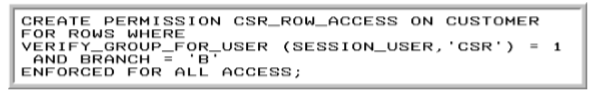 CREATE PERMISSION CSR_ROW_ACCESS ON CUSTOMER
FOR ROWS WHERE
VERIFY_GROUP_FOR_USER (SESSION_USER,'CSR') = 1
AND BRANCH = 'B'
ENFORCED FOR ALL ACCESS;